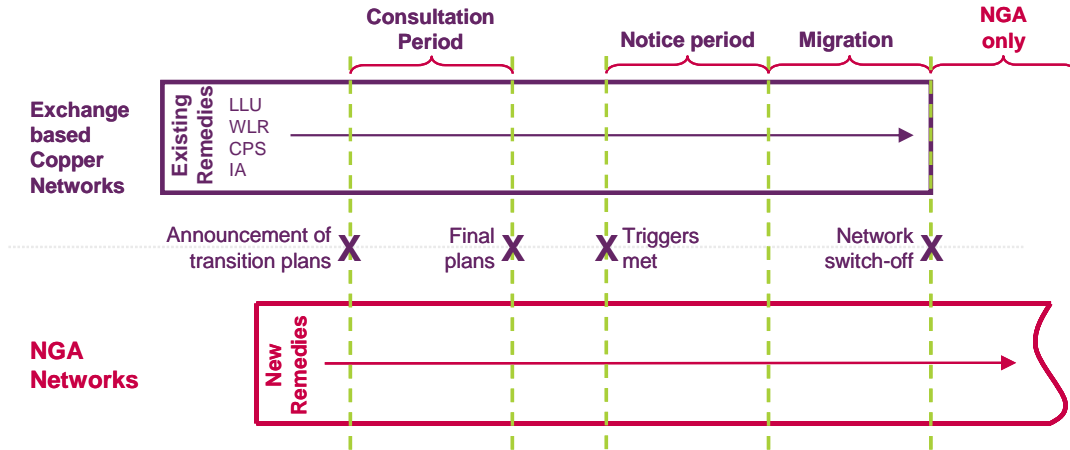 Consultation
Period
Notice period
Migration
NGA
only
Exchange
based
Copper
Networks
Existing
Remedies
LLU
WLR
CPS
IA
Announcement of
transition plans
X
Final
plans
X
X
Triggers
met
Network
switch-off
X
NGA
Networks
New
Remedies